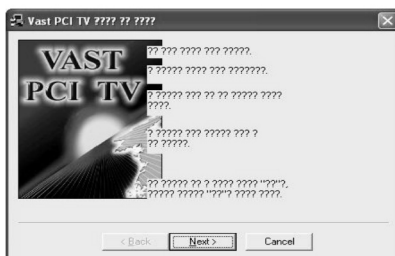 Vast PCI TV ???? ?? ????
VAST
PCI TV
?? ??? ???? ??? ?????.
? ????? ???? ??? ???????.
? ????? ??? ?? ?? ????? ????
????.
? ????? ??? ????? ??? ?
?? ?????.
?? ????? ?? ? ???? ???? "??"?,
????? ????? "??"? ???? ????.
< Back
Next >
Cancel